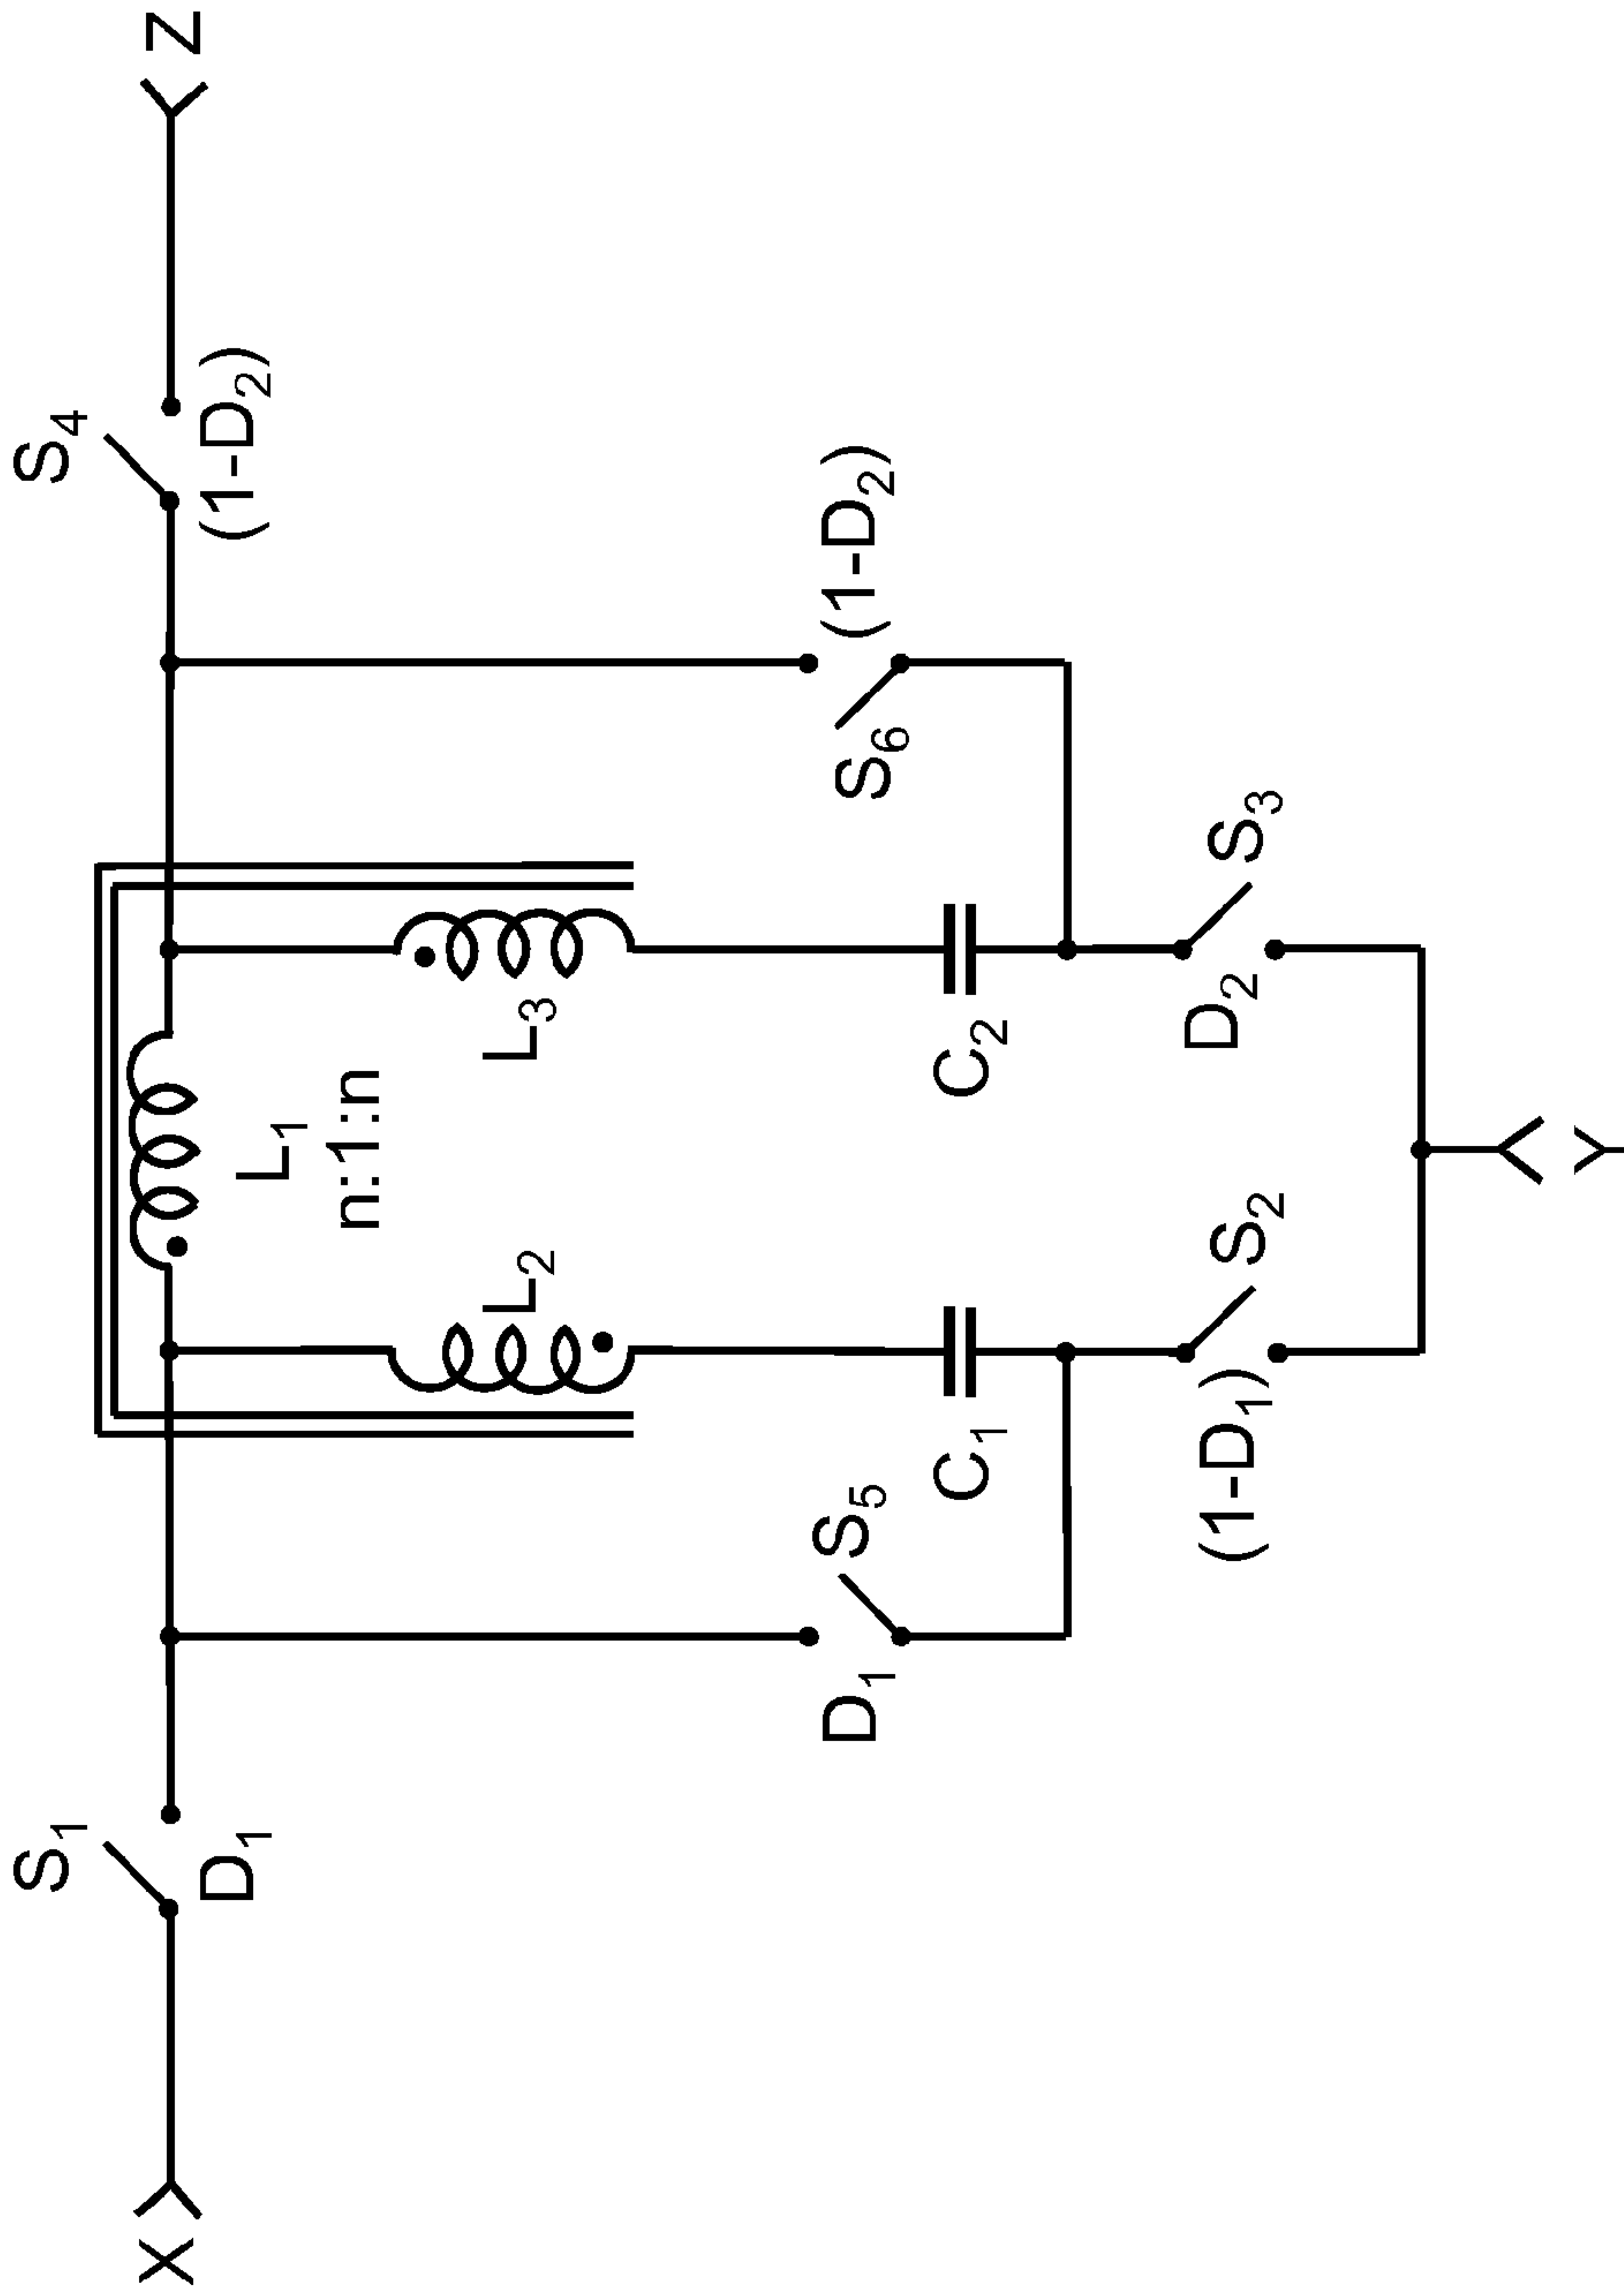 S4
S1
X
Z
D1
(1-D2)
L1
n:1:n
L2
L3
D1
S5
S6
(1-D2)
C1
C2
(1-D1)
S2
D2
S3
Y